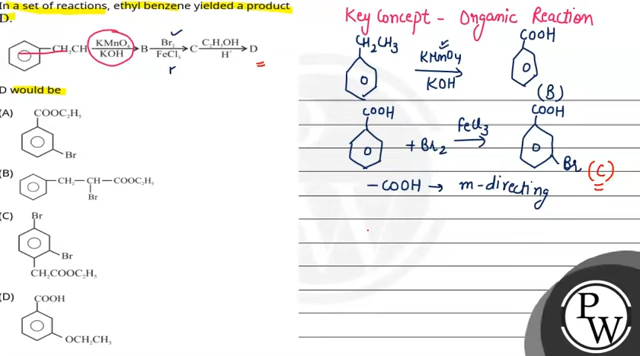 In a set of reactions, ethyl benzene yielded a product
D.
CH₂CH KMnO₄ KOH B Br₂ FeCl₃ C C₂H₅OH H⁺ D
D would be
(A) COOC₂H₅ Br
(B) CH₂—CH—COOC₂H₅ Br
(C) Br Br CH₂COOC₂H₅
(D) COOH OCH₂CH₃
Key Concept - Organic Reaction
CH₂CH₃ KMnO₄ KOH COOH (B)
COOH + Br₂ FeCl₃ COOH Br (C)
-COOH → m-directing
P
W